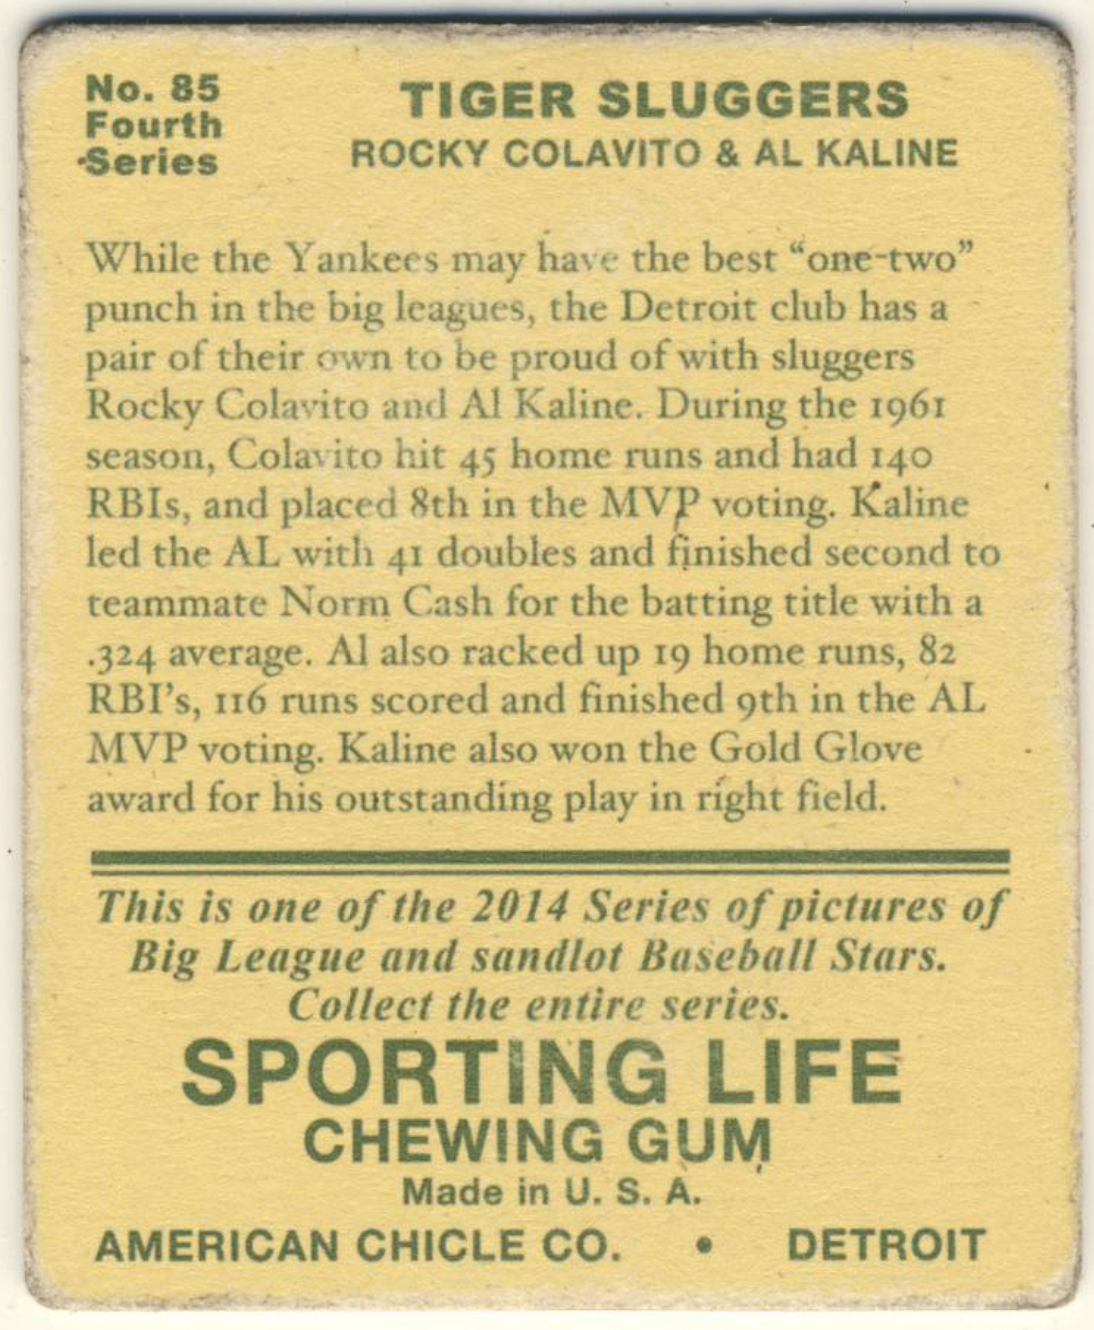 No. 85
Fourth
Series
TIGER SLUGGERS
ROCKY COLAVITO & AL KALINE
While the Yankees may have the best “one-two”
punch in the big leagues, the Detroit club has a
pair of their own to be proud of with sluggers
Rocky Colavito and Al Kaline. During the 1961
season, Colavito hit 45 home runs and had 140
RBIs, and placed 8th in the MVP voting. Kaline
led the AL with 41 doubles and finished second to
teammate Norm Cash for the batting title with a
.324 average. Al also racked up 19 home runs, 82
RBI’s, 116 runs scored and finished 9th in the AL
MVP voting. Kaline also won the Gold Glove
award for his outstanding play in right field.
This is one of the 2014 Series of pictures of
Big League and sandlot Baseball Stars.
Collect the entire series.
SPORTING LIFE
CHEWING GUM
Made in U. S. A.
AMERICAN CHICLE CO. • DETROIT